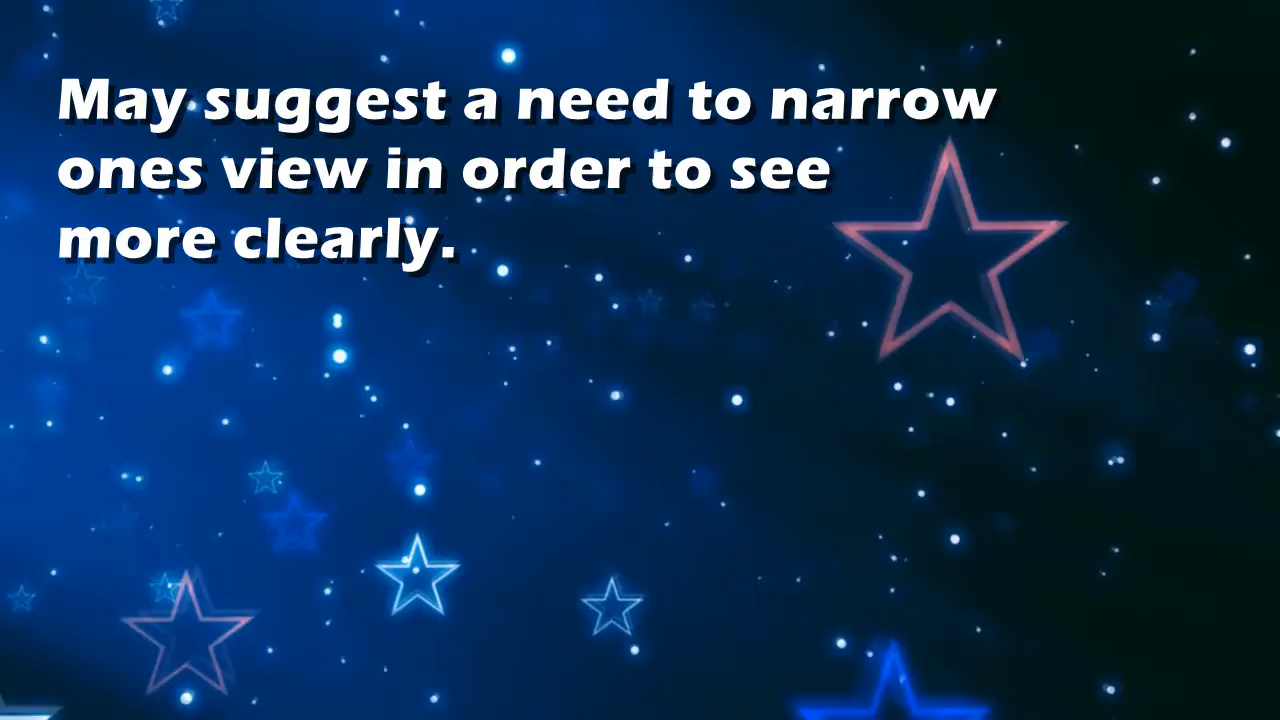 May suggest a need to narrow
ones view in order to see
more clearly.